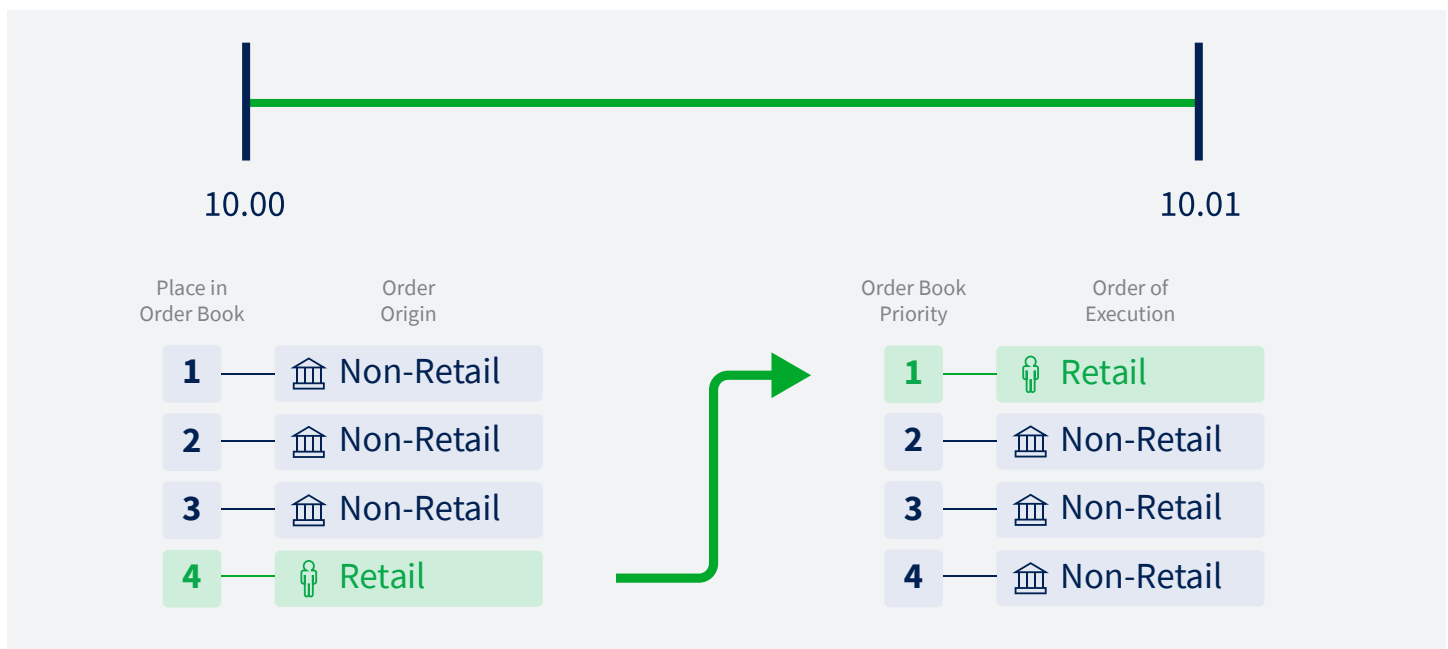 10.00
10.01
Place in
Order Book
Order
Origin
1
Non-Retail
2
Non-Retail
3
Non-Retail
4
Retail
Order Book
Priority
Order of
Execution
1
Retail
2
Non-Retail
3
Non-Retail
4
Non-Retail